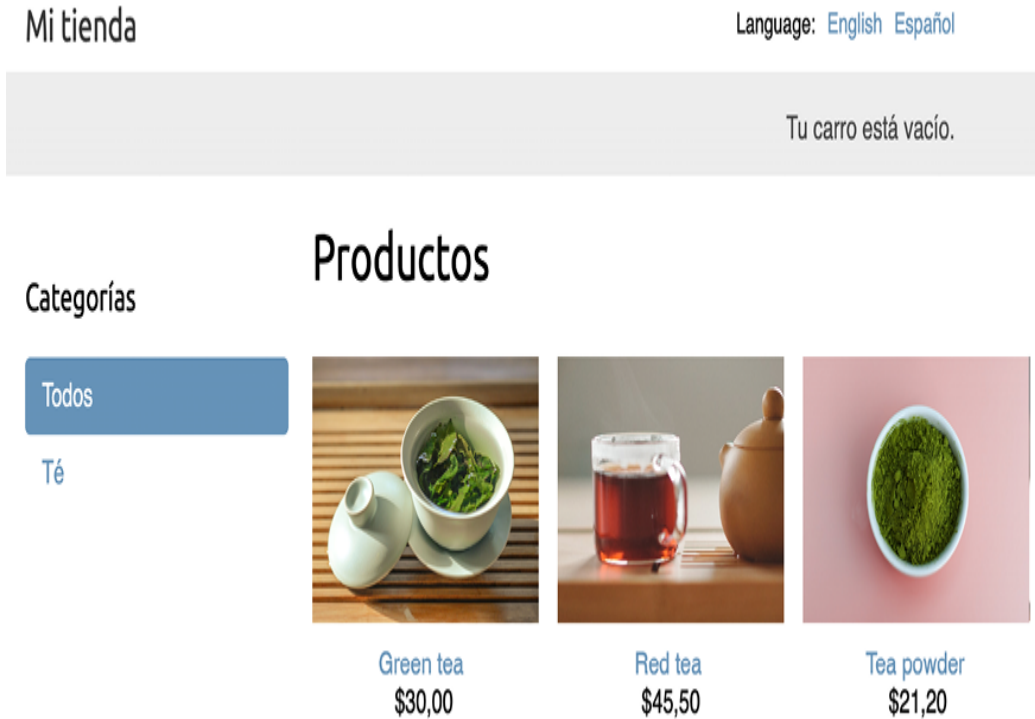 Mi tienda
Language: English Español
Tu carro está vacío.
Productos
Categorías
Todos
Té
Green tea
$30,00
Red tea
$45,50
Tea powder
$21,20